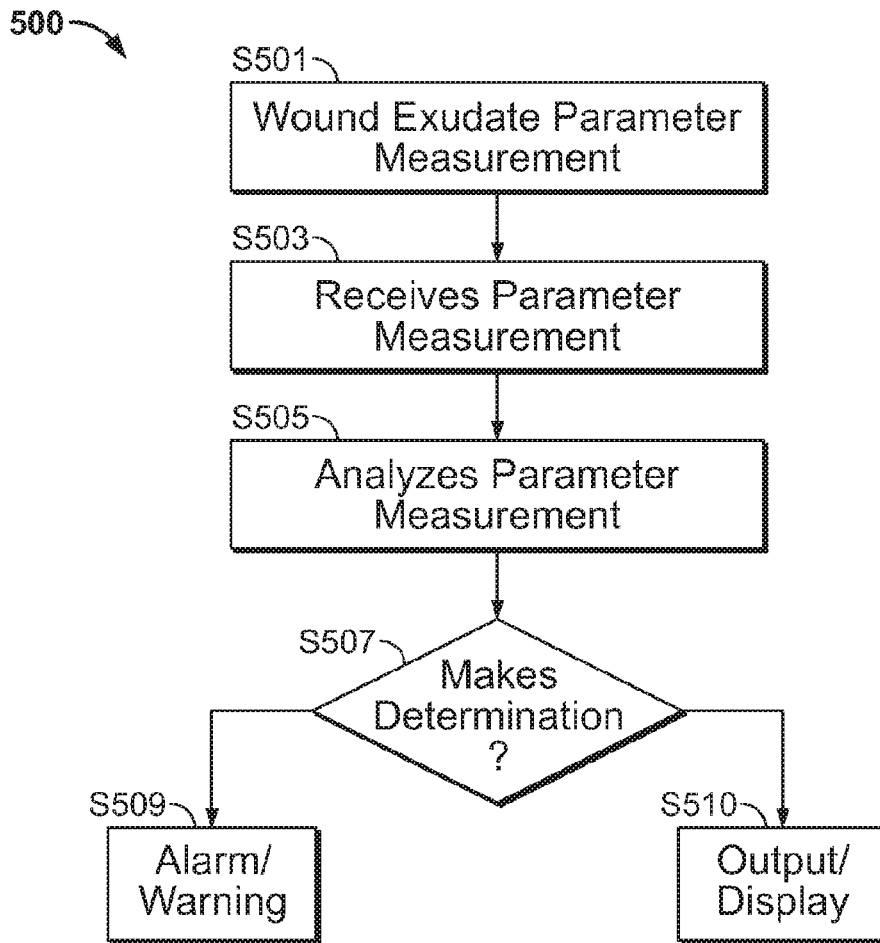 500
S501
Wound Exudate Parameter
Measurement
S503
Receives Parameter
Measurement
S505
Analyzes Parameter
Measurement
S507
Makes
Determination
?
S509
Alarm/
Warning
S510
Output/
Display